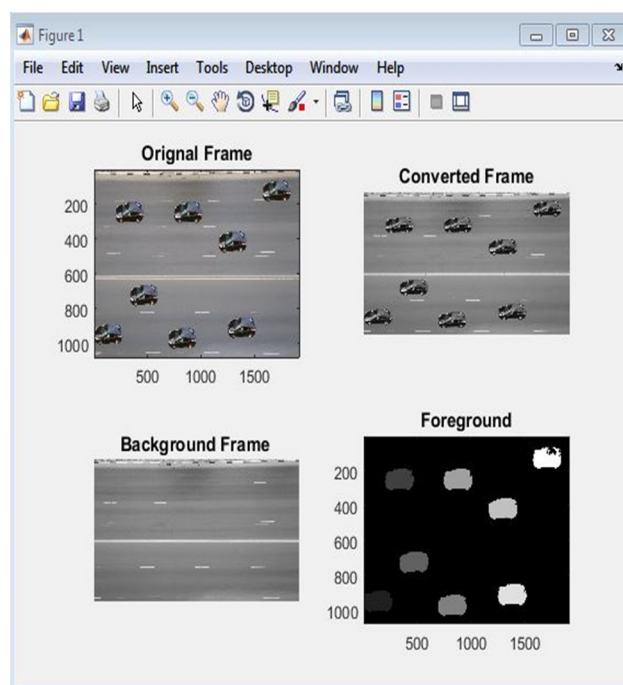 Figure 1
File Edit View Insert Tools Desktop Window Help
Orignal Frame
200
400
600
800
1000
500 1000 1500
Converted Frame
Background Frame
Foreground
200
400
600
800
1000
500 1000 1500